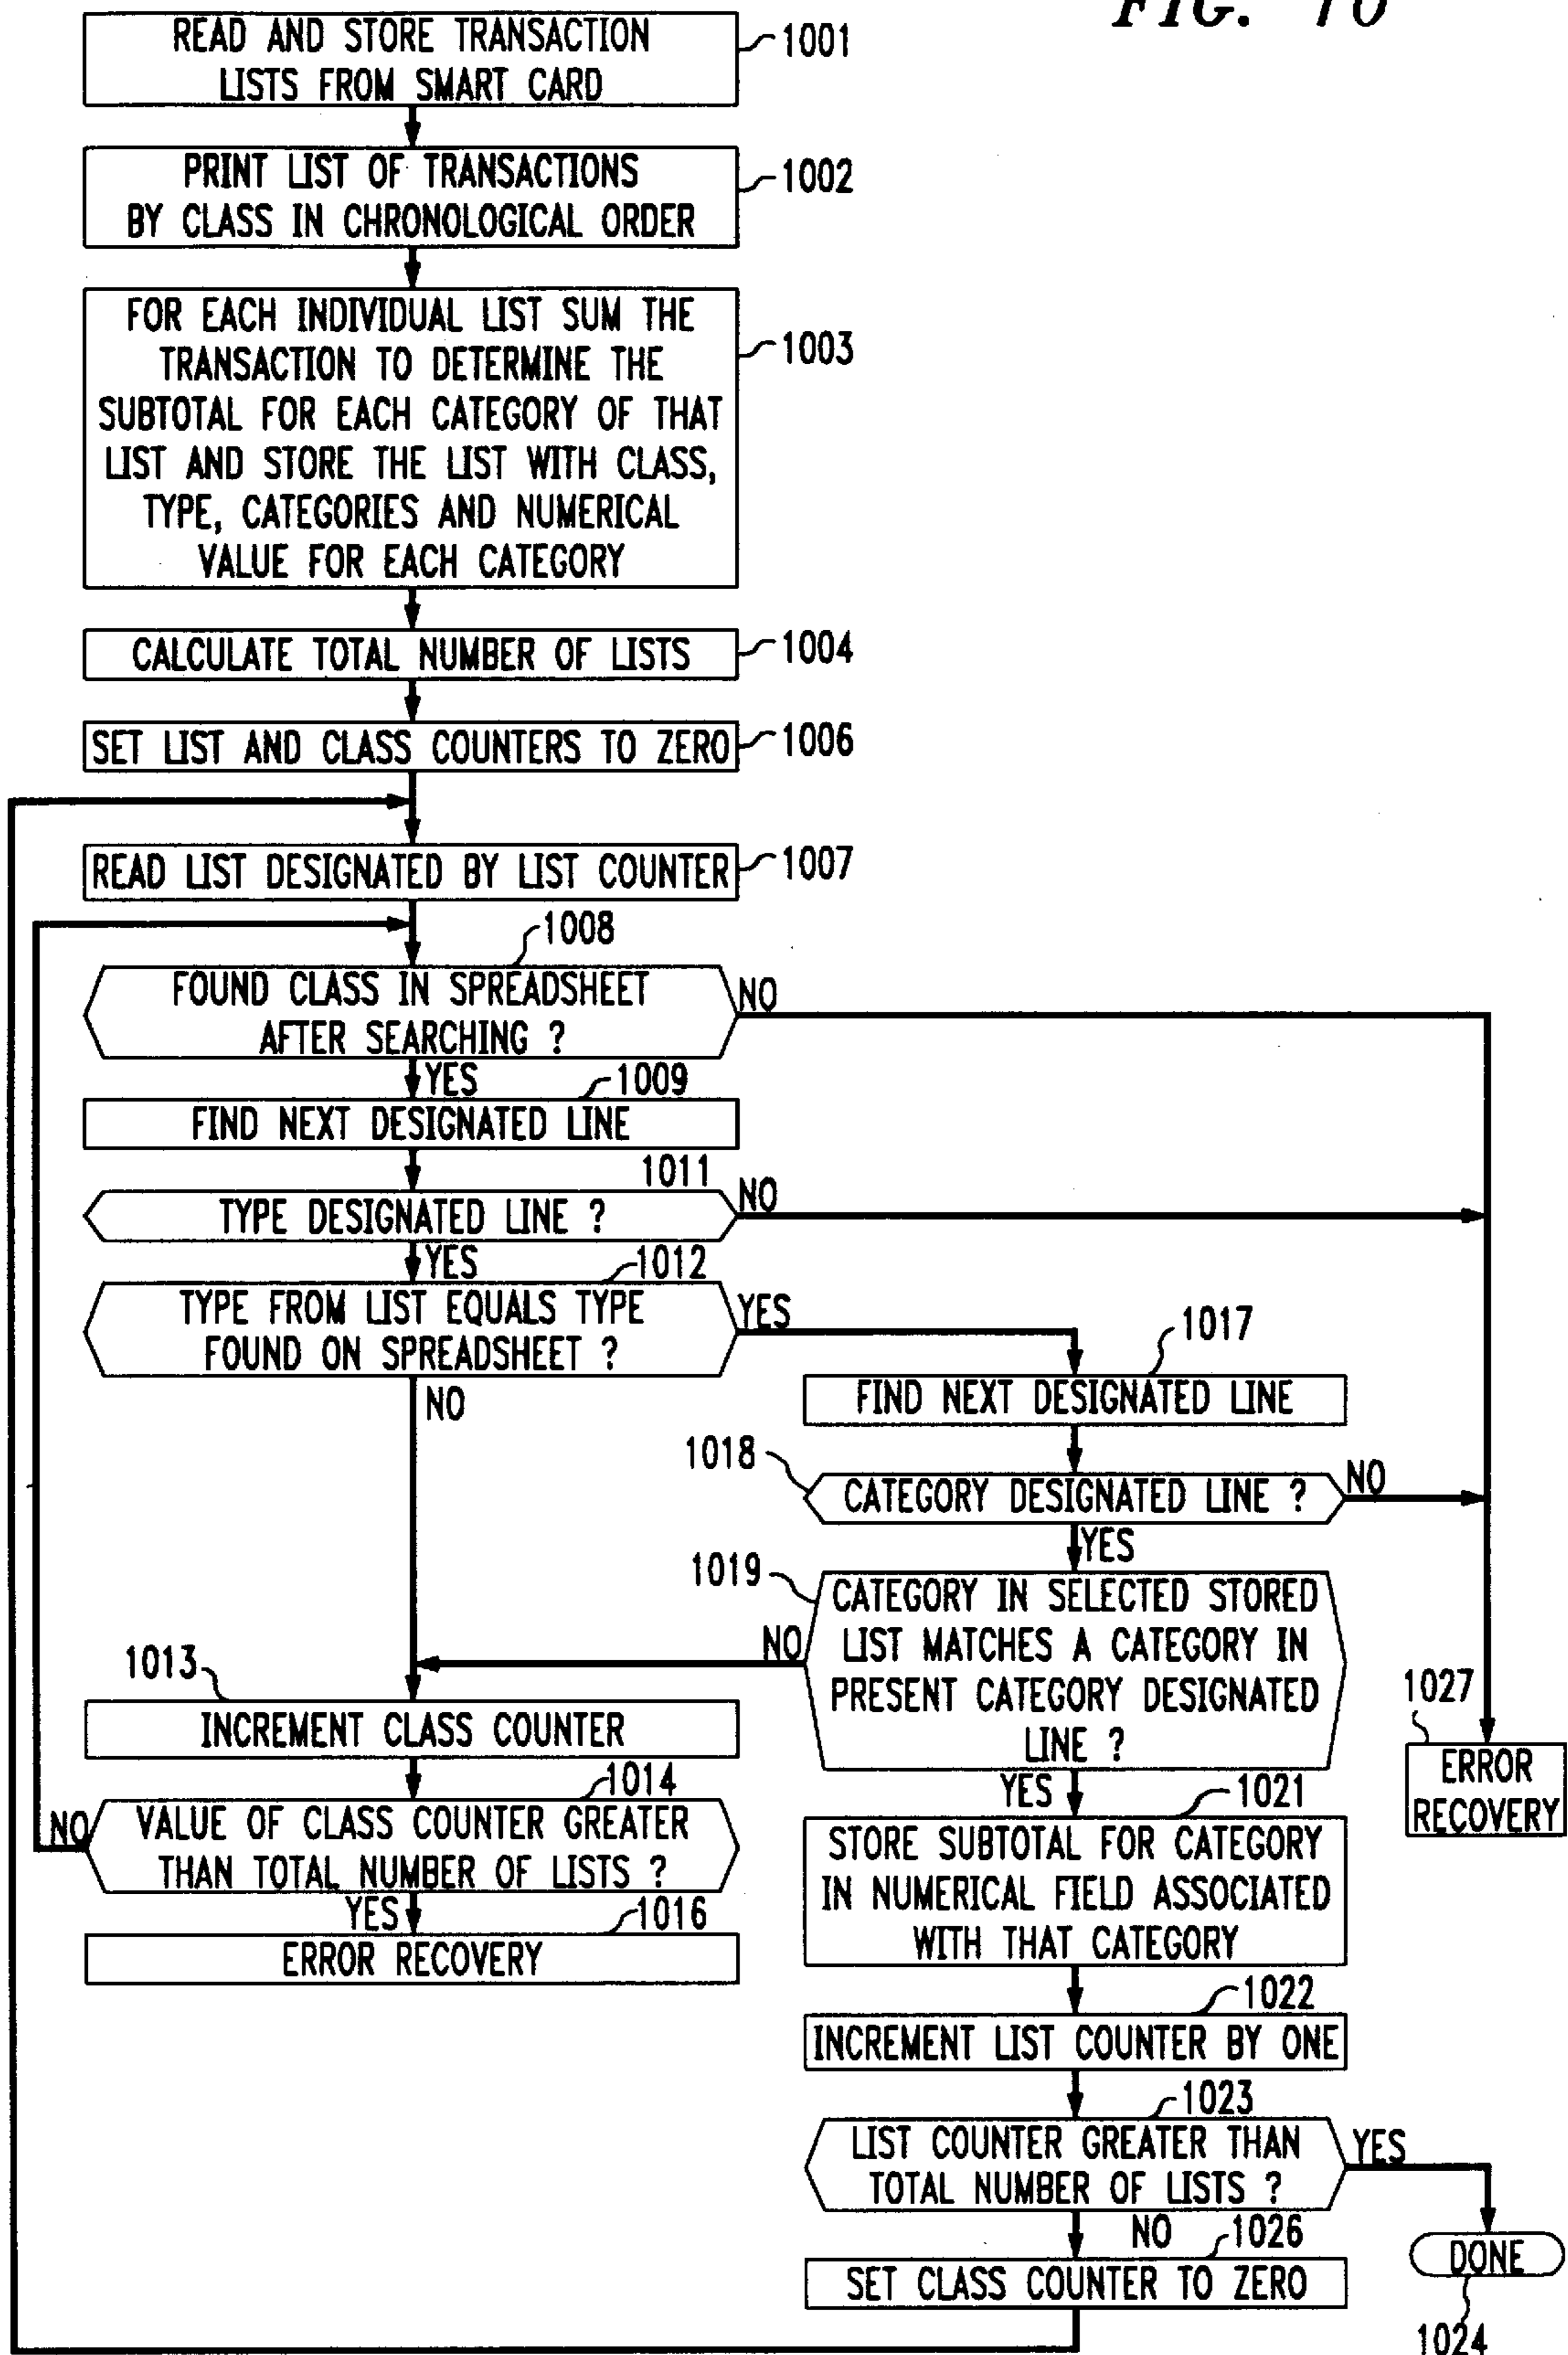 FIG. 10
READ AND STORE TRANSACTION
LISTS FROM SMART CARD
1001
PRINT LIST OF TRANSACTIONS
BY CLASS IN CHRONOLOGICAL ORDER
1002
FOR EACH INDIVIDUAL LIST SUM THE
TRANSACTION TO DETERMINE THE
SUBTOTAL FOR EACH CATEGORY OF THAT
LIST AND STORE THE LIST WITH CLASS,
TYPE, CATEGORIES AND NUMERICAL
VALUE FOR EACH CATEGORY
1003
CALCULATE TOTAL NUMBER OF LISTS
1004
SET LIST AND CLASS COUNTERS TO ZERO
1006
READ LIST DESIGNATED BY LIST COUNTER
1007
1008
FOUND CLASS IN SPREADSHEET
AFTER SEARCHING ?
NO
YES
1009
FIND NEXT DESIGNATED LINE
1011
TYPE DESIGNATED LINE ?
NO
YES
1012
TYPE FROM LIST EQUALS TYPE
FOUND ON SPREADSHEET ?
YES
NO
1017
FIND NEXT DESIGNATED LINE
1018
CATEGORY DESIGNATED LINE ?
NO
YES
1019
CATEGORY IN SELECTED STORED
LIST MATCHES A CATEGORY IN
PRESENT CATEGORY DESIGNATED
LINE ?
NO
YES
1013
INCREMENT CLASS COUNTER
1014
VALUE OF CLASS COUNTER GREATER
THAN TOTAL NUMBER OF LISTS ?
NO
YES
1016
ERROR RECOVERY
1027
ERROR
RECOVERY
1021
STORE SUBTOTAL FOR CATEGORY
IN NUMERICAL FIELD ASSOCIATED
WITH THAT CATEGORY
1022
INCREMENT LIST COUNTER BY ONE
1023
LIST COUNTER GREATER THAN
TOTAL NUMBER OF LISTS ?
YES
NO
1026
SET CLASS COUNTER TO ZERO
DONE
1024